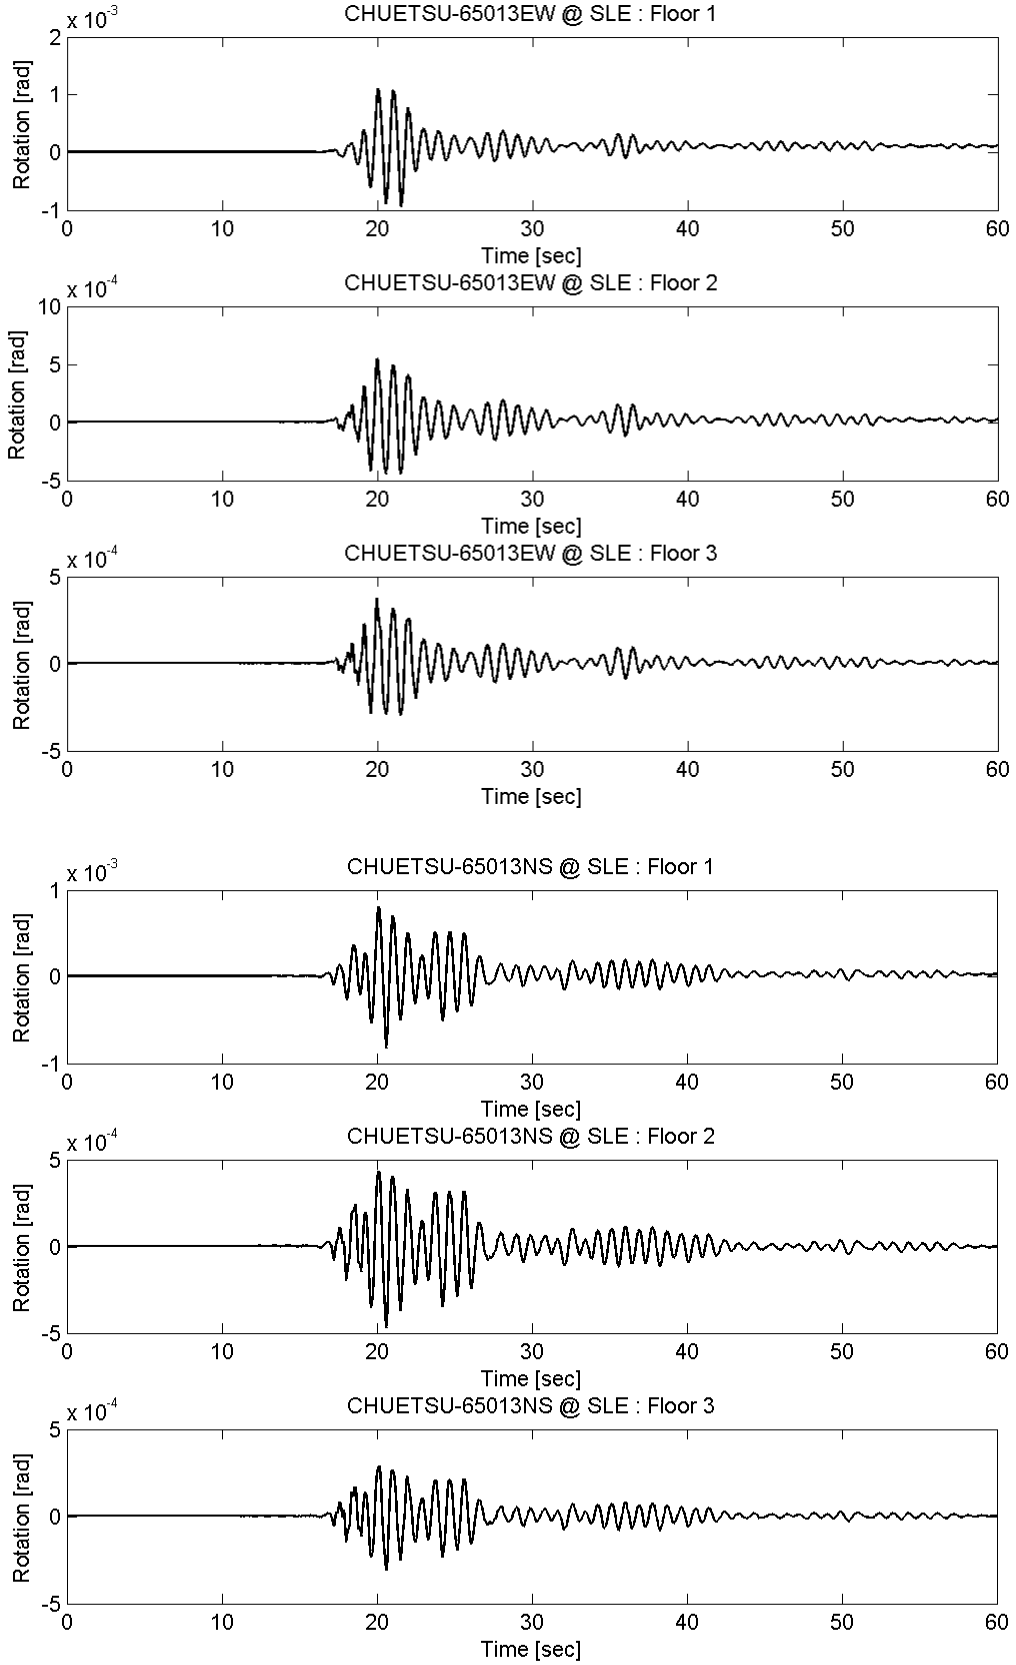 CHUETSU-65013EW @ SLE : Floor 1
x 10-3
2
1
0
-1
Rotation [rad]
0 10 20 30 40 50 60
Time [sec]
CHUETSU-65013EW @ SLE : Floor 2
x 10-4
10
5
0
-5
Rotation [rad]
0 10 20 30 40 50 60
Time [sec]
CHUETSU-65013EW @ SLE : Floor 3
x 10-4
5
0
-5
Rotation [rad]
0 10 20 30 40 50 60
Time [sec]
CHUETSU-65013NS @ SLE : Floor 1
x 10-3
1
0
-1
Rotation [rad]
0 10 20 30 40 50 60
Time [sec]
CHUETSU-65013NS @ SLE : Floor 2
x 10-4
5
0
-5
Rotation [rad]
0 10 20 30 40 50 60
Time [sec]
CHUETSU-65013NS @ SLE : Floor 3
x 10-4
5
0
-5
Rotation [rad]
0 10 20 30 40 50 60
Time [sec]